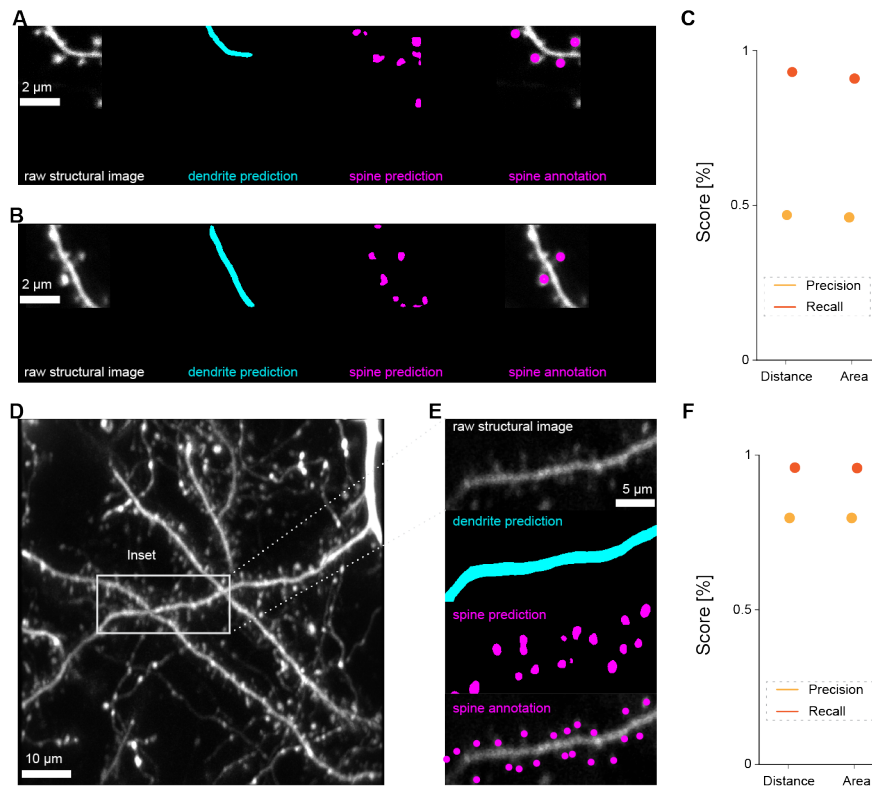 A
2 µm
raw structural image dendrite prediction spine prediction spine annotation
B
2 µm
raw structural image dendrite prediction spine prediction spine annotation
C
1
0.5
0
Score [%]
Precision
Recall
Distance Area
D
Inset
10 µm
E
raw structural image
5 µm
dendrite prediction
spine prediction
spine annotation
F
1
0.5
0
Score [%]
Precision
Recall
Distance Area